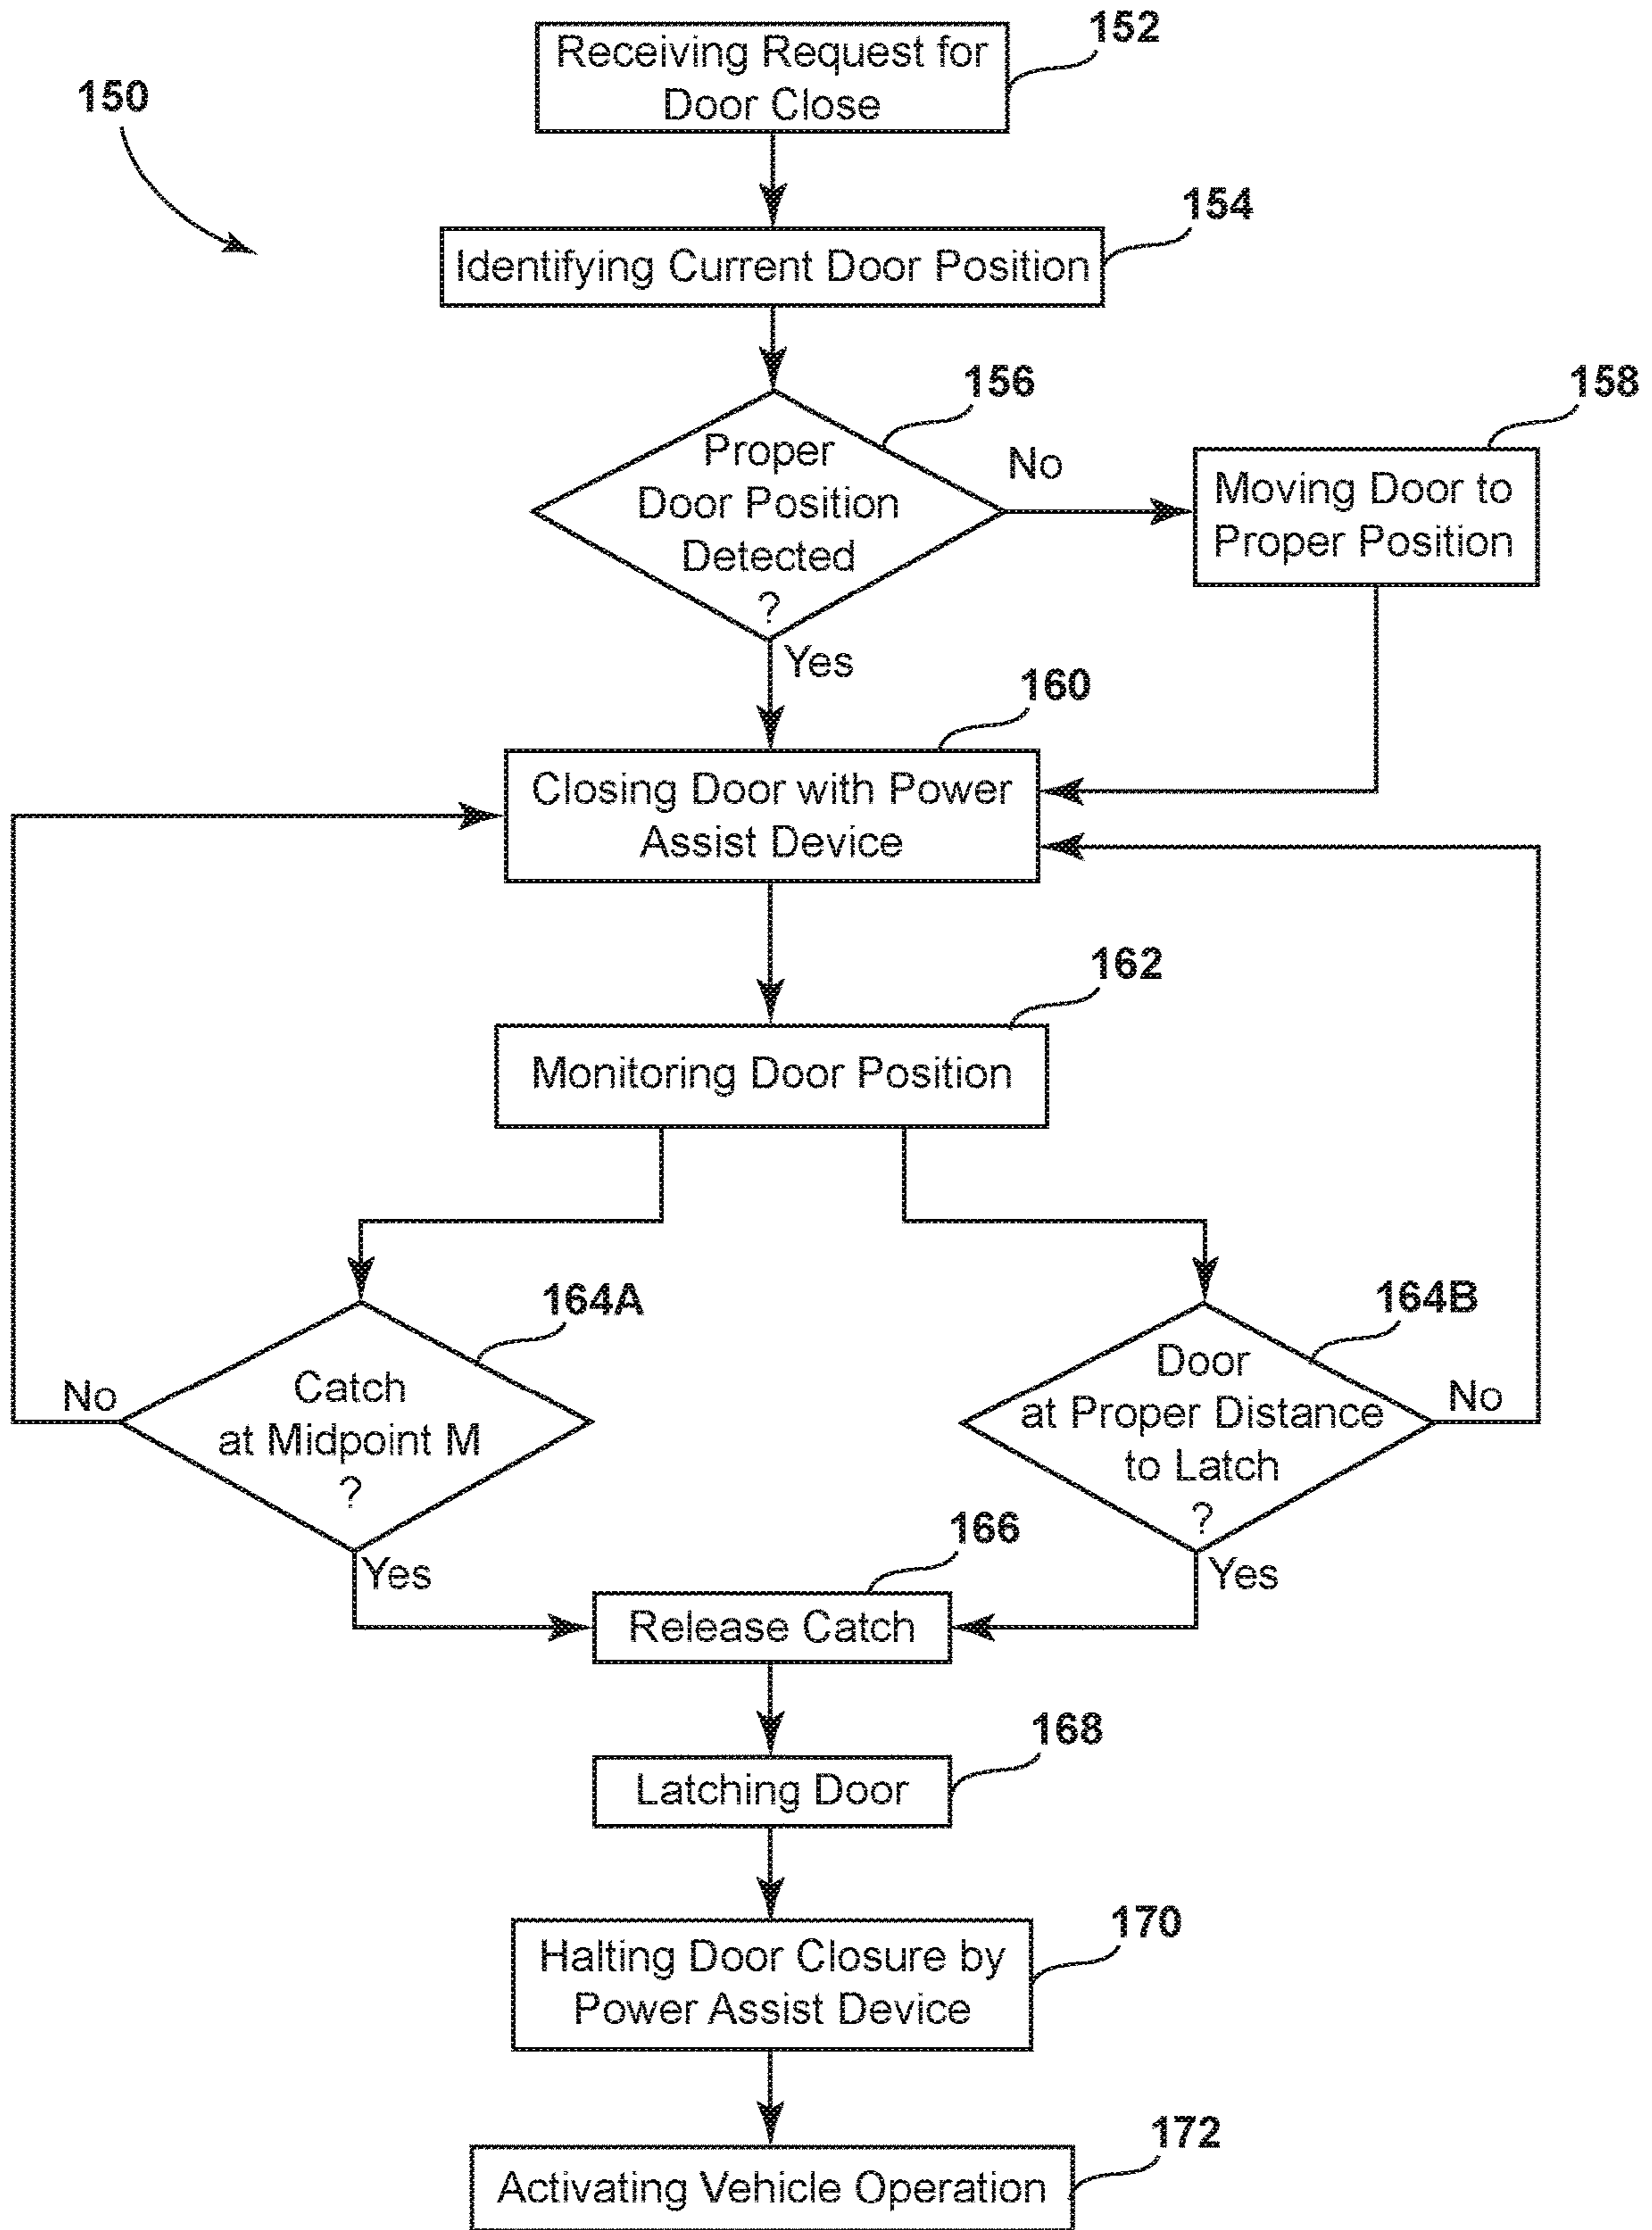 152
Receiving Request for
Door Close
150
154
Identifying Current Door Position
156
158
Proper
Door Position
Detected
?
No
Moving Door to
Proper Position
Yes
160
Closing Door with Power
Assist Device
162
Monitoring Door Position
164A
164B
No
Catch
at Midpoint M
?
Door
at Proper Distance
to Latch
?
No
Yes
166
Yes
Release Catch
168
Latching Door
170
Halting Door Closure by
Power Assist Device
172
Activating Vehicle Operation